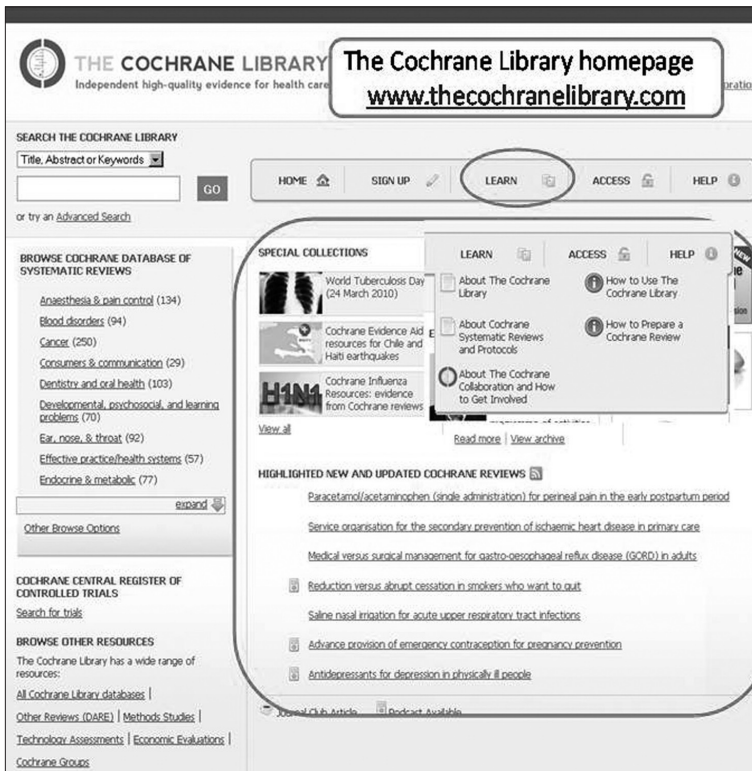 THE COCHRANE LIBRARY
Independent high-quality evidence for health care
The Cochrane Library homepage
www.thecochranelibrary.com
SEARCH THE COCHRANE LIBRARY
Title, Abstract or Keywords
GO
or try an Advanced Search
HOME
SIGN UP
LEARN
ACCESS
HELP
BROWSE COCHRANE DATABASE OF
SYSTEMATIC REVIEWS
Anaesthesia & pain control (134)
Blood disorders (94)
Cancer (250)
Consumers & communication (29)
Dentistry and oral health (103)
Developmental, psychosocial, and learning
problems (70)
Ear, nose, & throat (92)
Effective practice/health systems (57)
Endocrine & metabolic (77)
expand
Other Browse Options
COCHRANE CENTRAL REGISTER OF
CONTROLLED TRIALS
Search for trials
BROWSE OTHER RESOURCES
The Cochrane Library has a wide range of
resources:
All Cochrane Library databases |
Other Reviews (DARE) | Methods Studies |
Technology Assessments | Economic Evaluations |
Cochrane Groups
SPECIAL COLLECTIONS
World Tuberculosis Day
(24 March 2010)
Cochrane Evidence Aid
resources for Chile and
Haiti earthquakes
H1N1
Cochrane Influenza
Resources: evidence
from Cochrane reviews
View all
LEARN
ACCESS
HELP
About The Cochrane
Library
About Cochrane
Systematic Reviews
and Protocols
About The Cochrane
Collaboration and How
to Get Involved
How to Use The
Cochrane Library
How to Prepare a
Cochrane Review
NEW
Read more | View archive
HIGHLIGHTED NEW AND UPDATED COCHRANE REVIEWS
Paracetamol/acetaminophen (single administration) for perineal pain in the early postpartum period
Service organisation for the secondary prevention of ischaemic heart disease in primary care
Medical versus surgical management for gastro-oesophageal reflux disease (GORD) in adults
Reduction versus abrupt cessation in smokers who want to quit
Saline nasal irrigation for acute upper respiratory tract infections
Advance provision of emergency contraception for pregnancy prevention
Antidepressants for depression in physically ill people
Journal Club Article
Podcast Available